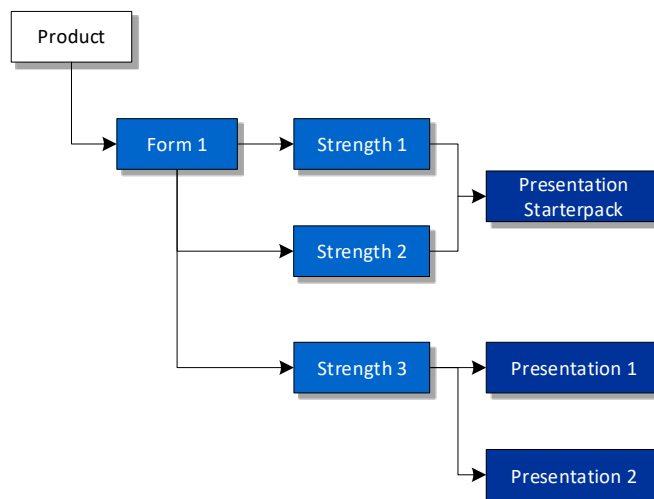 Product
Form 1
Strength 1
Presentation
Starterpack
Strength 2
Strength 3
Presentation 1
Presentation 2